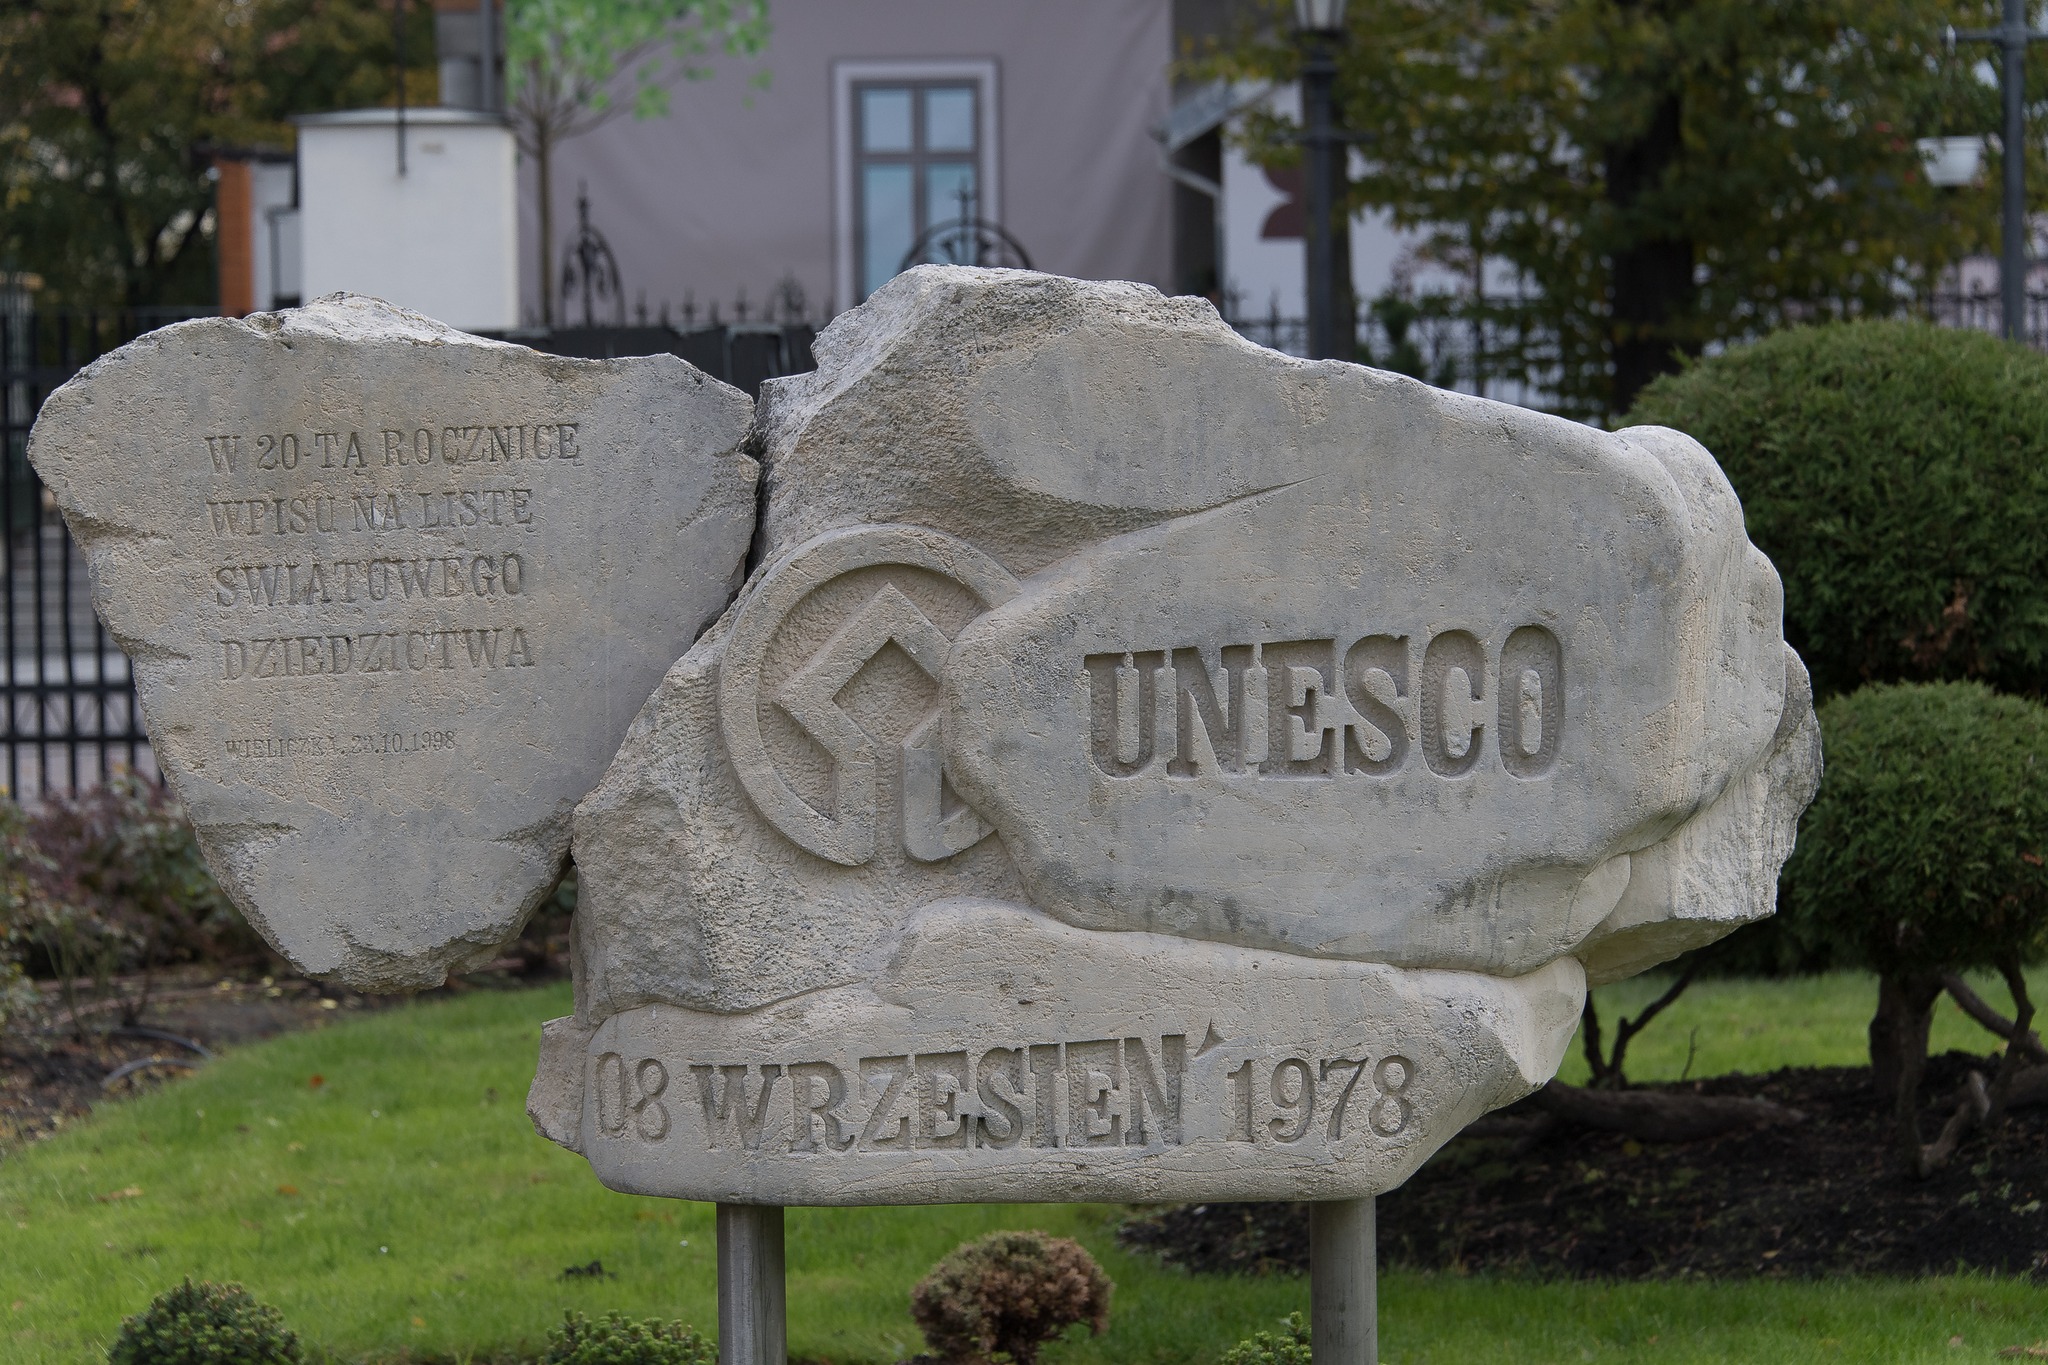 W 20-TĄ ROCZNICĘ
WPISU NA LISTĘ
ŚWIATOWEGO
DZIEDZICTWA
WIELICZKA, 23.10.1998
UNESCO
08 WRZESIEŃ 1978